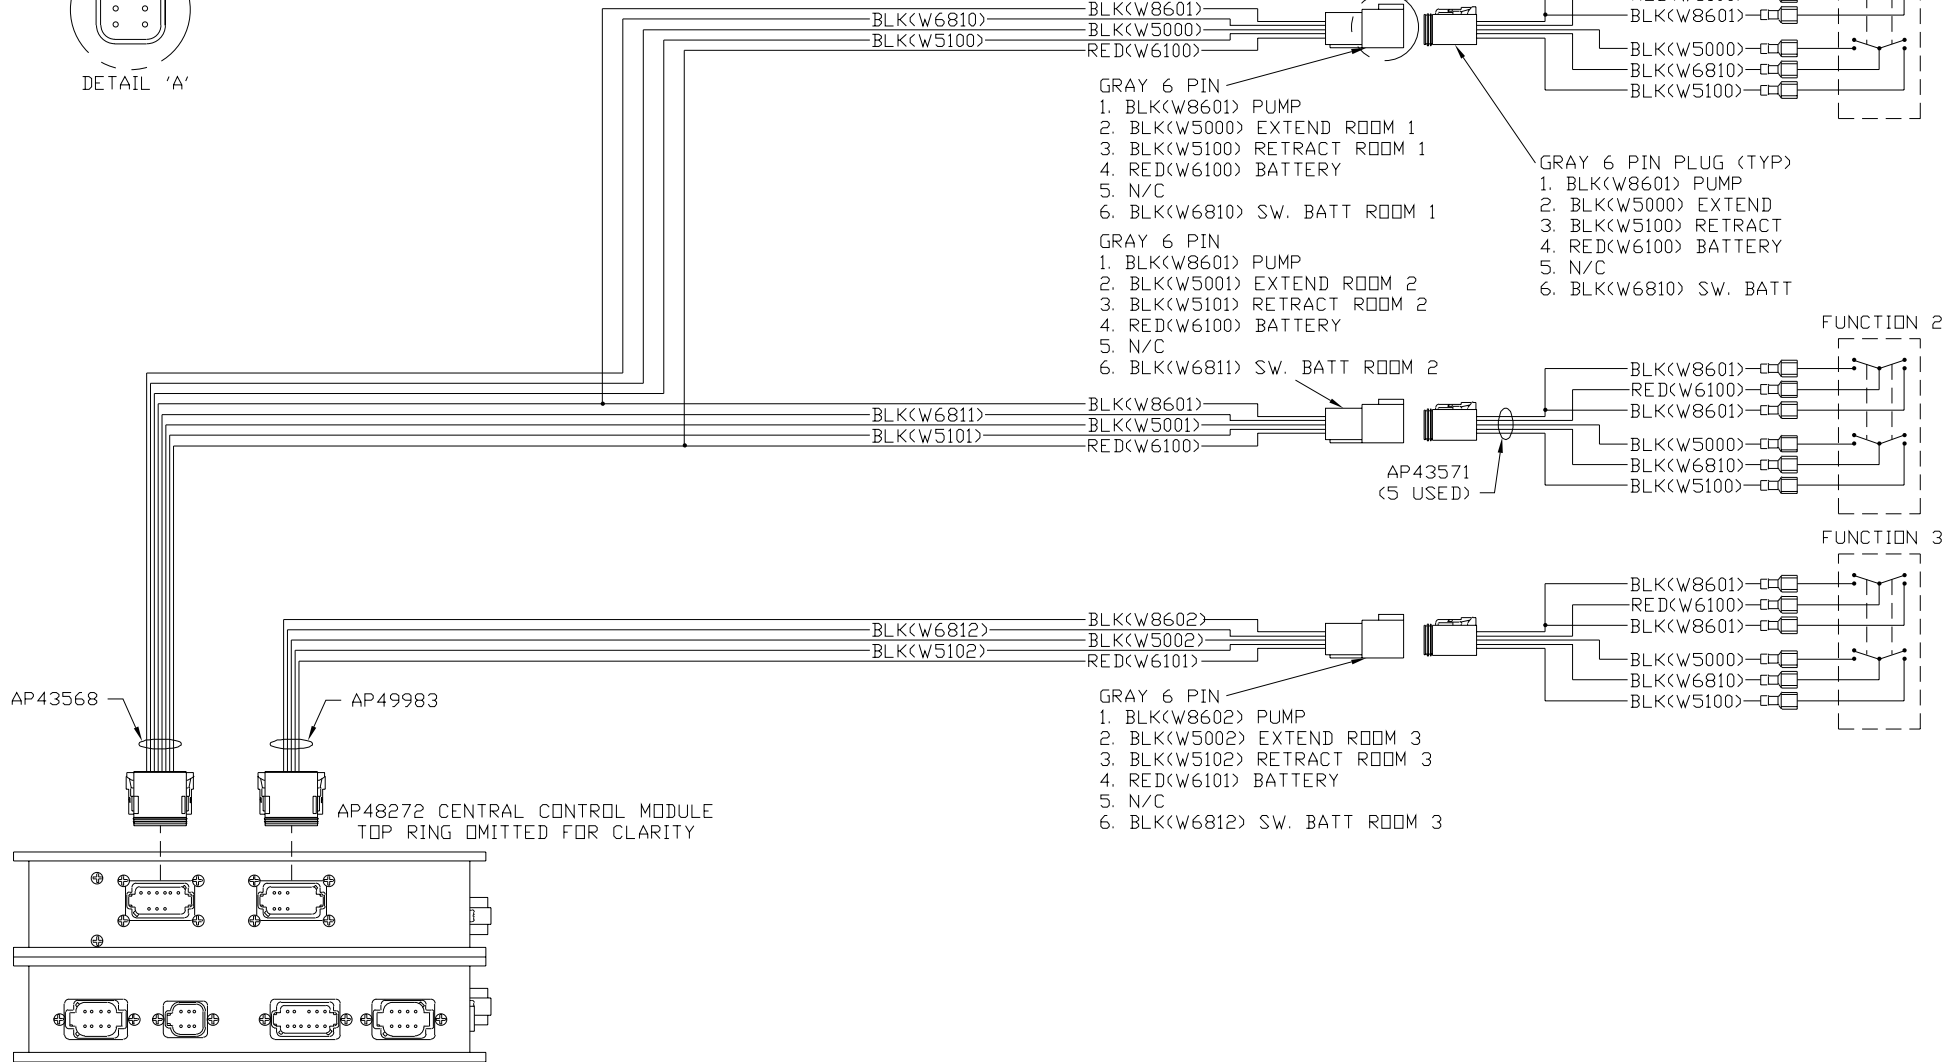 DETAIL 'A'
BLK(W8601)
BLK(W6810)
BLK(W5000)
BLK(W5100)
RED(W6100)
BLK(W8601)
BLK(W5000)
BLK(W6810)
BLK(W5100)
GRAY 6 PIN
1. BLK(W8601) PUMP
2. BLK(W5000) EXTEND ROOM 1
3. BLK(W5100) RETRACT ROOM 1
4. RED(W6100) BATTERY
5. N/C
6. BLK(W6810) SW. BATT ROOM 1
GRAY 6 PIN PLUG (TYP)
1. BLK(W8601) PUMP
2. BLK(W5000) EXTEND
3. BLK(W5100) RETRACT
4. RED(W6100) BATTERY
5. N/C
6. BLK(W6810) SW. BATT
GRAY 6 PIN
1. BLK(W8601) PUMP
2. BLK(W5001) EXTEND ROOM 2
3. BLK(W5101) RETRACT ROOM 2
4. RED(W6100) BATTERY
5. N/C
6. BLK(W6811) SW. BATT ROOM 2
FUNCTION 2
BLK(W8601)
BLK(W6811)
BLK(W5001)
BLK(W5101)
RED(W6100)
BLK(W8601)
RED(W6100)
BLK(W8601)
BLK(W5000)
BLK(W6810)
BLK(W5100)
AP43571
(5 USED)
FUNCTION 3
BLK(W8602)
BLK(W6812)
BLK(W5002)
BLK(W5102)
RED(W6101)
BLK(W8601)
RED(W6100)
BLK(W8601)
BLK(W5000)
BLK(W6810)
BLK(W5100)
GRAY 6 PIN
1. BLK(W8602) PUMP
2. BLK(W5002) EXTEND ROOM 3
3. BLK(W5102) RETRACT ROOM 3
4. RED(W6101) BATTERY
5. N/C
6. BLK(W6812) SW. BATT ROOM 3
AP43568
AP49983
AP48272 CENTRAL CONTROL MODULE
TOP RING OMITTED FOR CLARITY